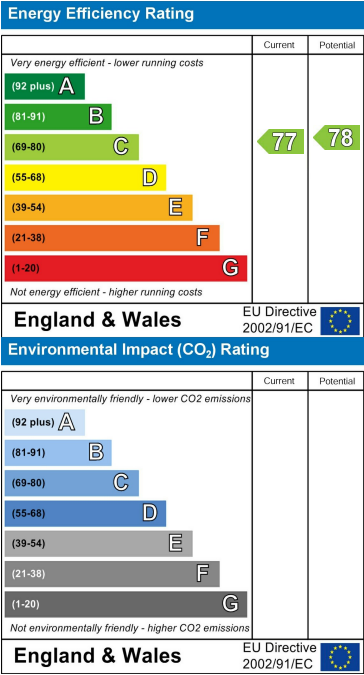 Energy Efficiency Rating
Current Potential
Very energy efficient - lower running costs
(92 plus) A
(81-91) B
(69-80) C
77 78
(55-68) D
(39-54) E
(21-38) F
(1-20) G
Not energy efficient - higher running costs
England & Wales
EU Directive
2002/91/EC
Environmental Impact (CO₂) Rating
Current Potential
Very environmentally friendly - lower CO2 emissions
(92 plus) A
(81-91) B
(69-80) C
(55-68) D
(39-54) E
(21-38) F
(1-20) G
Not environmentally friendly - higher CO2 emissions
England & Wales
EU Directive
2002/91/EC